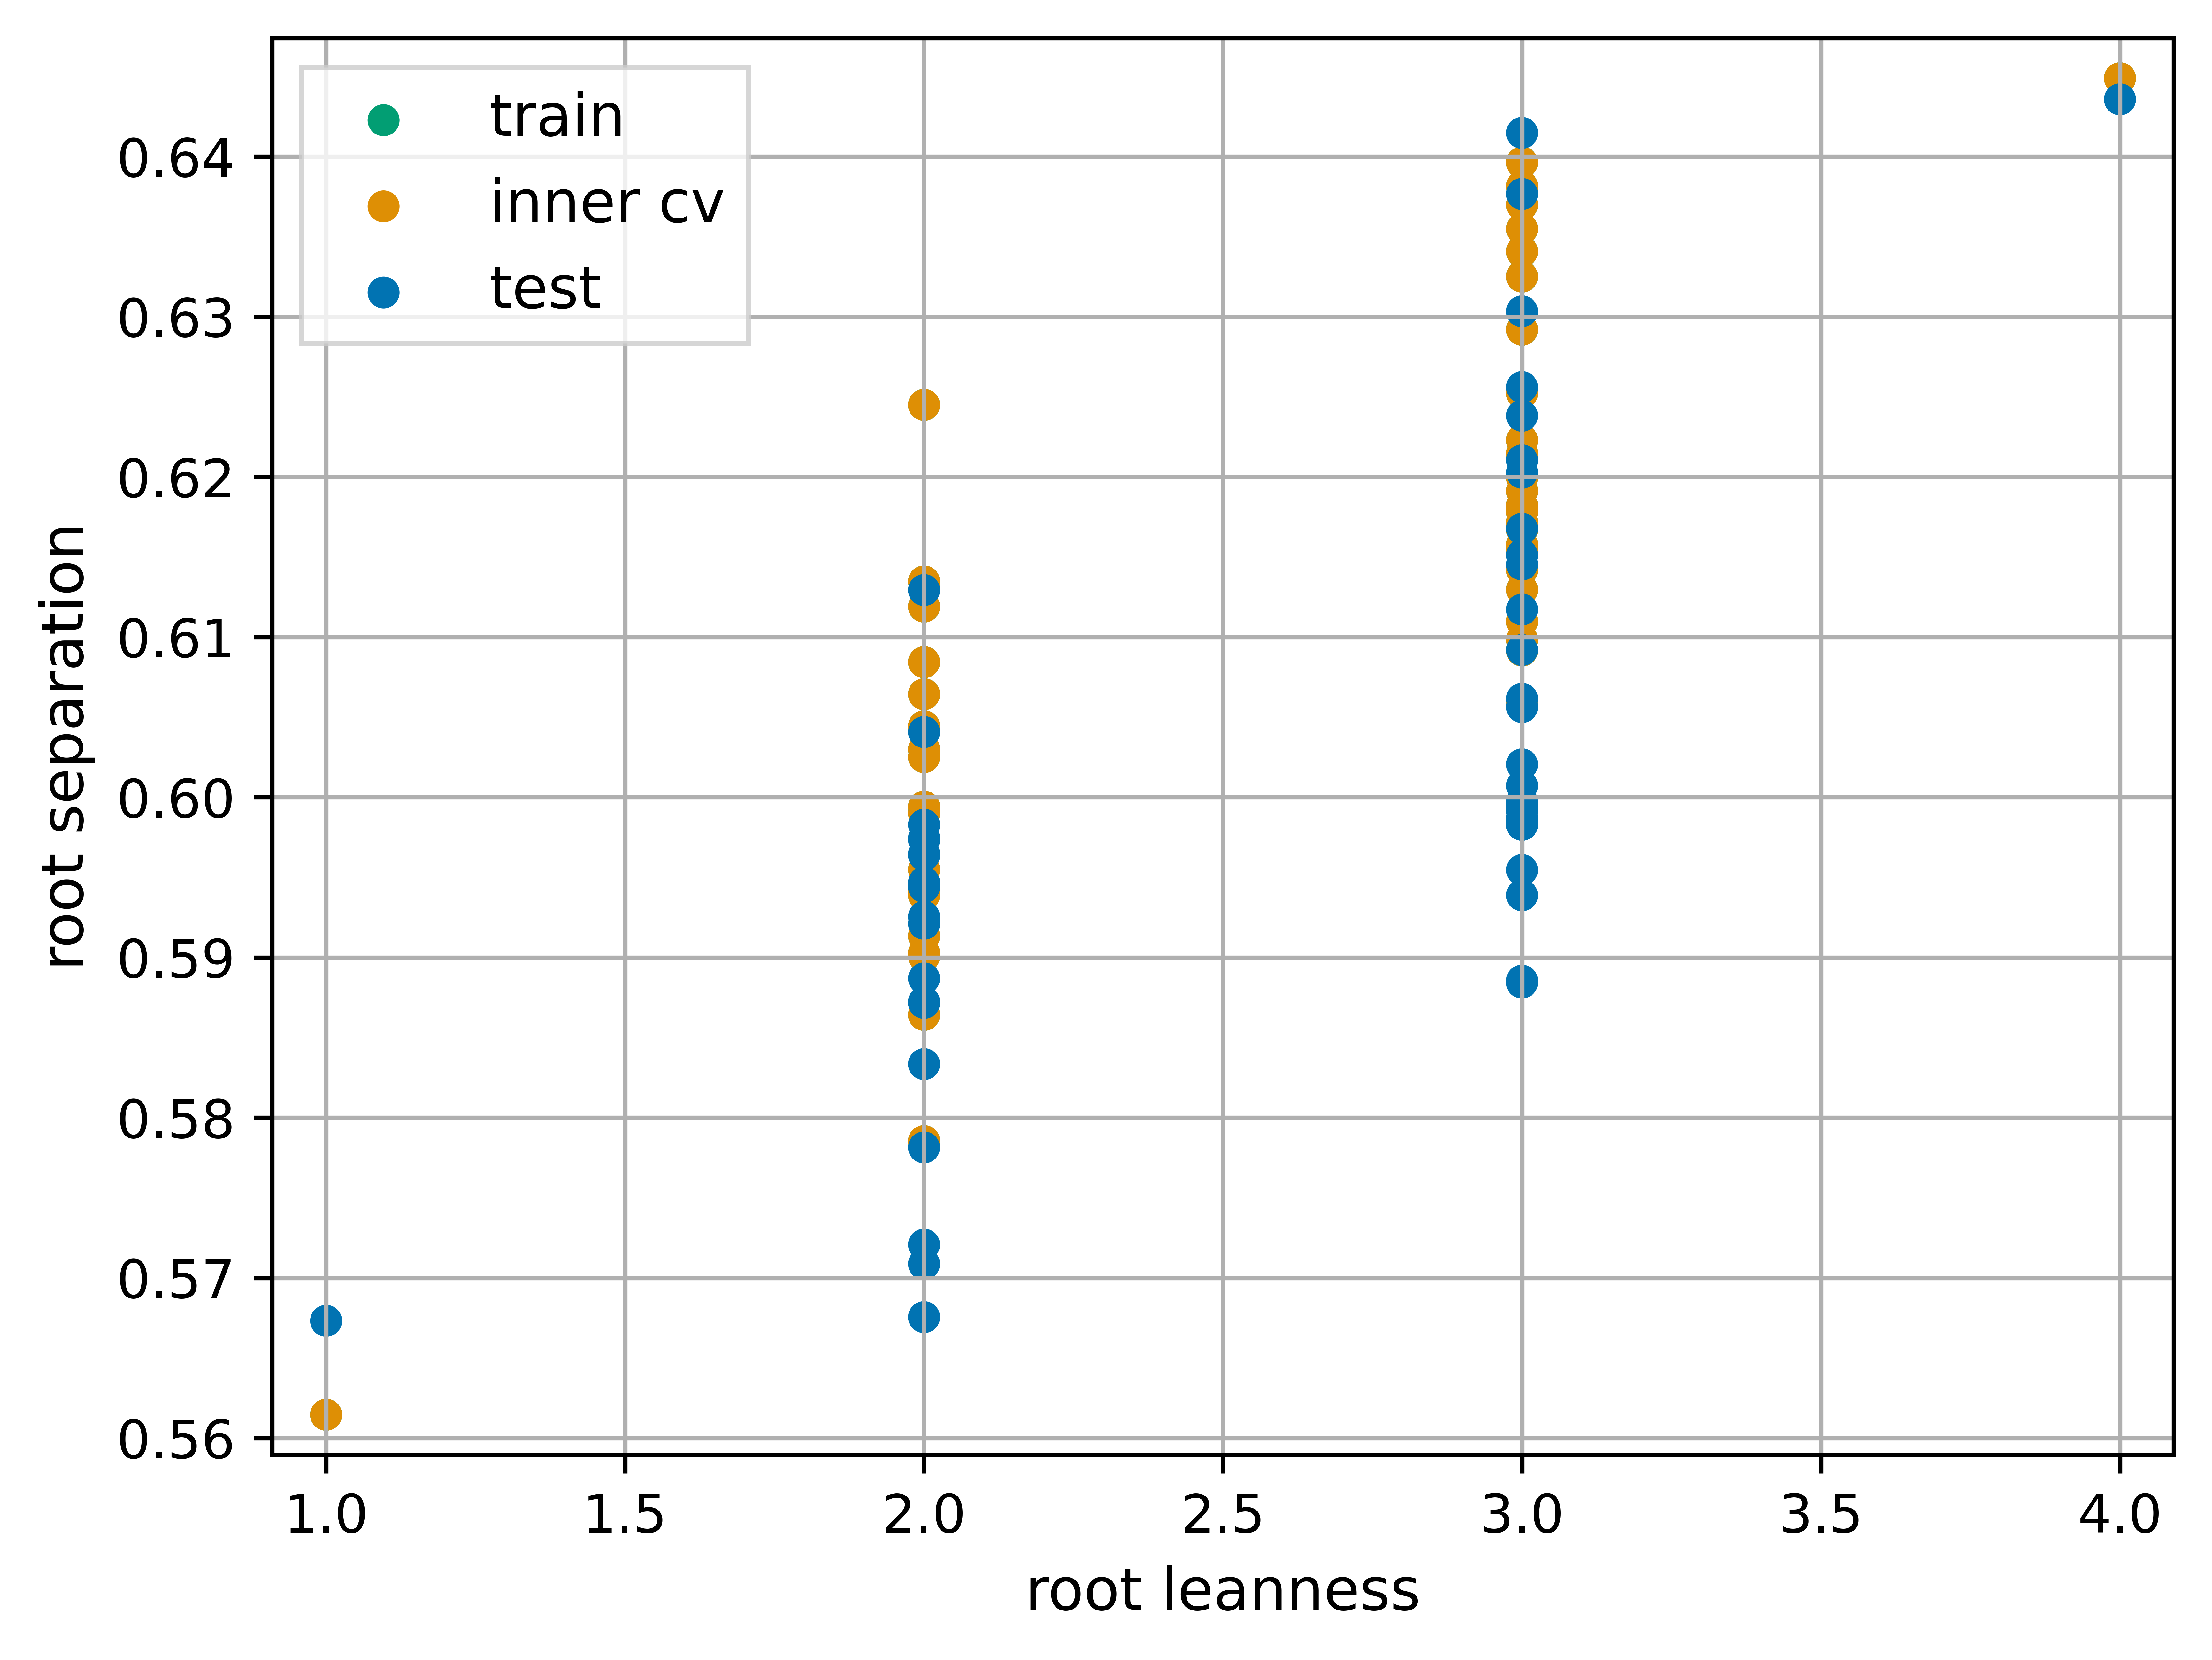 train
inner cv
test
root separation
0.64
0.63
0.62
0.61
0.60
0.59
0.58
0.57
0.56
1.0 1.5 2.0 2.5 3.0 3.5 4.0
root leanness